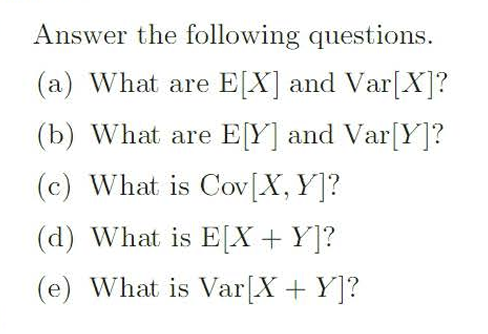 Answer the following questions.
(a) What are E[X] and Var[X]?
(b) What are E[Y] and Var[Y]?
(c) What is Cov[X, Y]?
(d) What is E[X + Y]?
(e) What is Var[X + Y]?